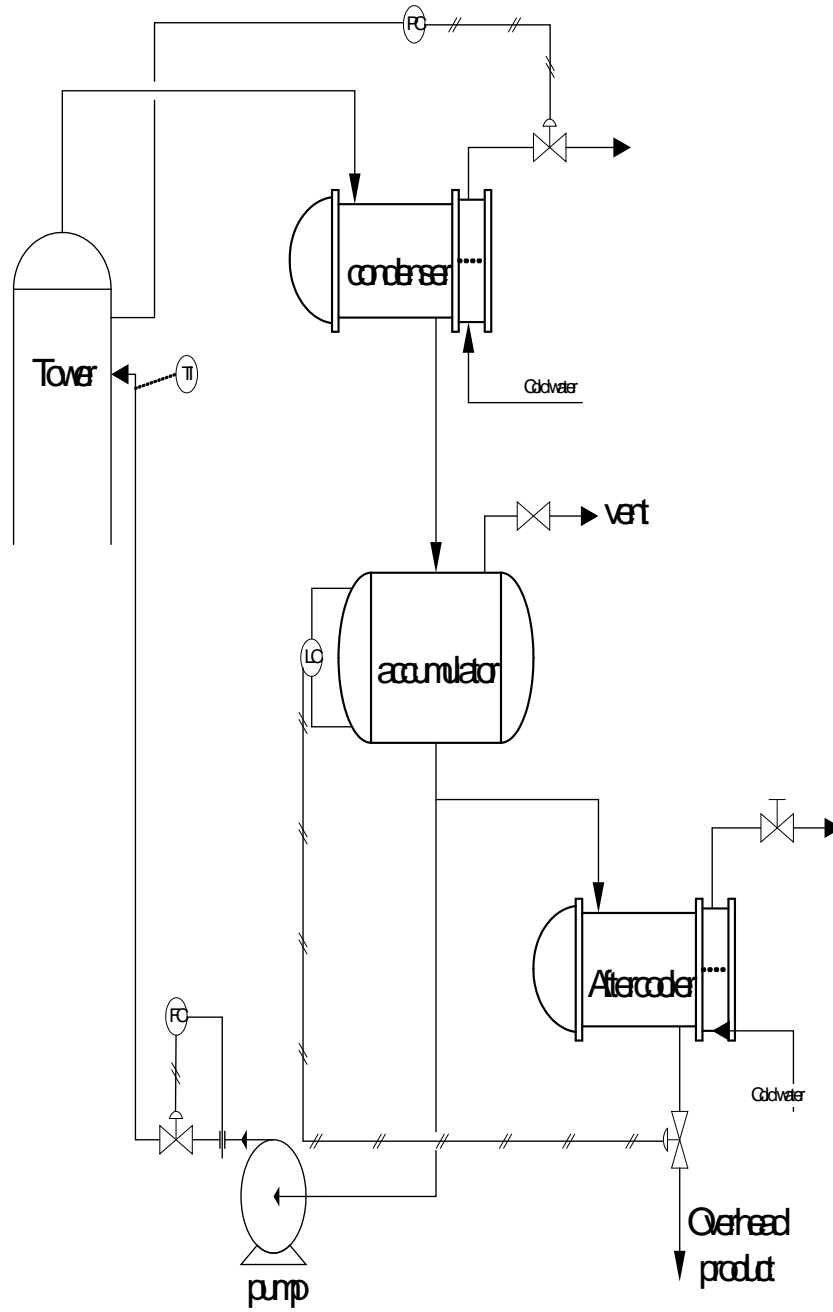 PC
condenser
Tower
TI
Coldwater
vent
LC
accumulator
Aftercooler
FC
Coldwater
Overhead
product
pump